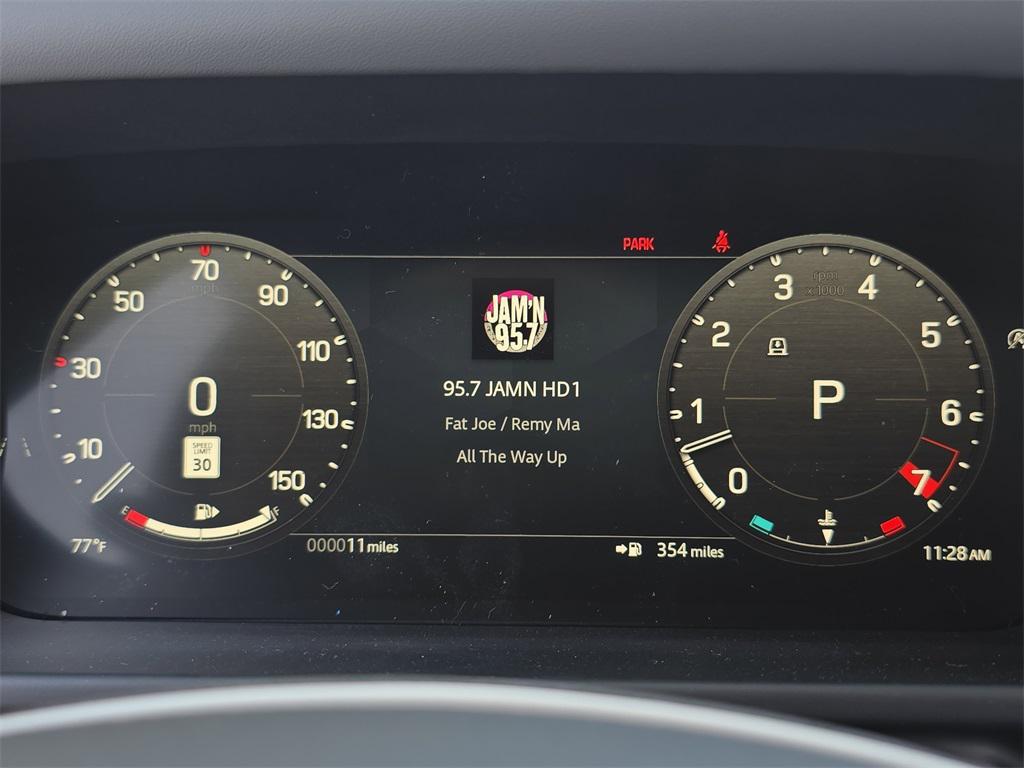 PARK
10
30
50
70
mph
90
110
130
150
0
mph
SPEED
LIMIT
30
E
F
77°F
JAM'N
95.7
95.7 JAMN HD1
Fat Joe / Remy Ma
All The Way Up
000011 miles
354 miles
0
1
2
3
4
5
6
7
rpm
x1000
P
11:28 AM